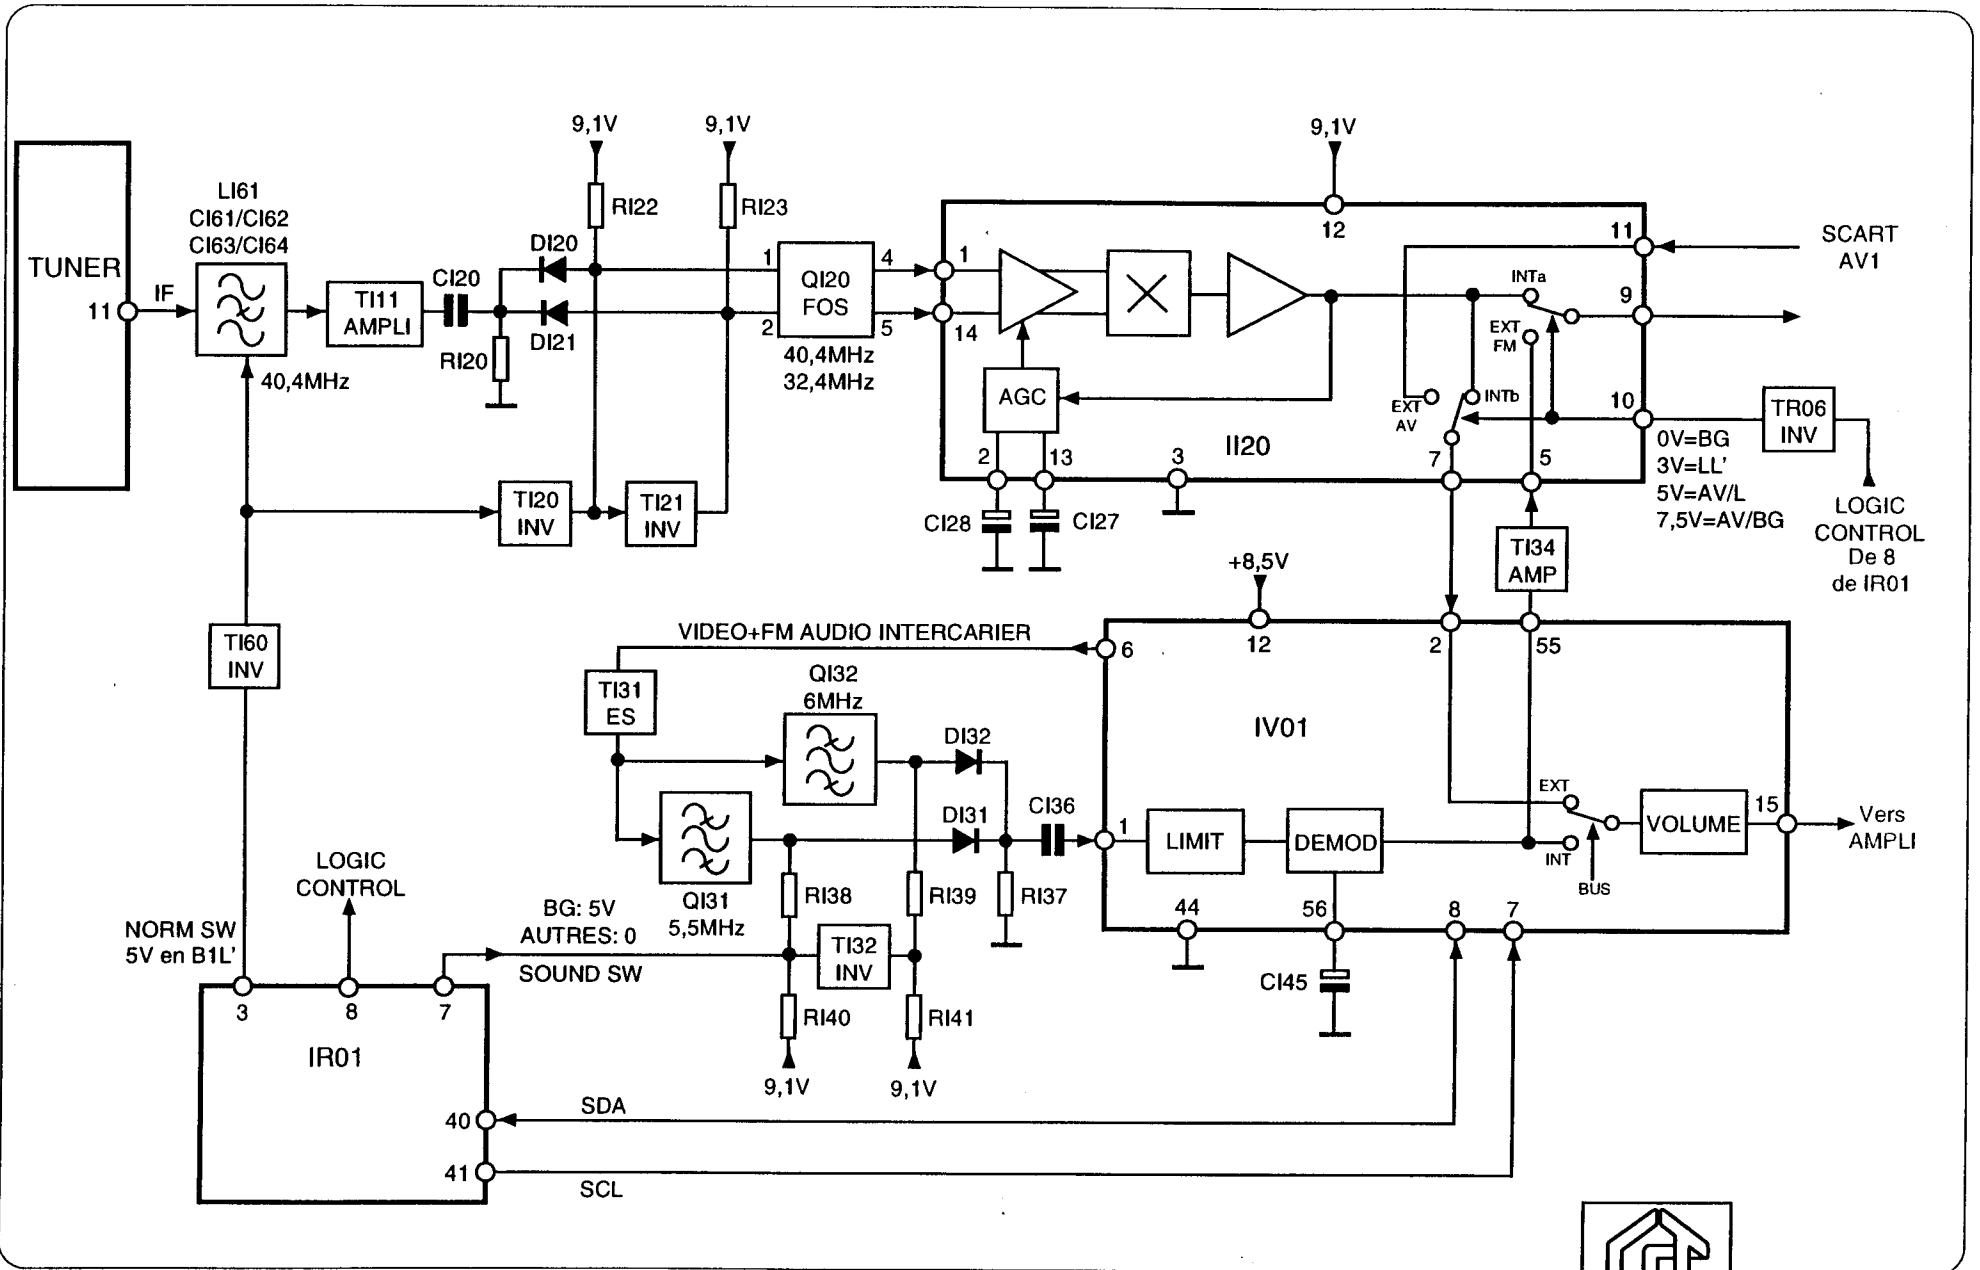 9,1V
9,1V
9,1V
LI61
CI61/CI62
CI63/CI64
RI22
RI23
12
11
SCART
AV1
TUNER
DI20
CI20
1
4
1
INTa
11
IF
TI11
AMPLI
QI20
FOS
9
2
5
14
EXT
FM
DI21
RI20
40,4MHz
40,4MHz
32,4MHz
AGC
EXT
AV
INTb
10
TR06
INV
II20
0V=BG
3V=LL'
5V=AV/L
7,5V=AV/BG
2
13
3
7
5
TI20
INV
TI21
INV
CI28
CI27
LOGIC
CONTROL
De 8
de IR01
TI34
AMP
+8,5V
TI60
INV
VIDEO+FM AUDIO INTERCARIER
6
12
2
55
TI31
ES
QI32
6MHz
IV01
DI32
EXT
CI36
DI31
1
LIMIT
DEMOD
INT
BUS
VOLUME
15
Vers
AMPLI
LOGIC
CONTROL
QI31
5,5MHz
RI38
RI39
RI37
BG: 5V
AUTRES: 0
SOUND SW
44
56
8
7
NORM SW
5V en B1L'
TI32
INV
CI45
3
8
7
RI40
RI41
IR01
9,1V
9,1V
40
SDA
41
SCL